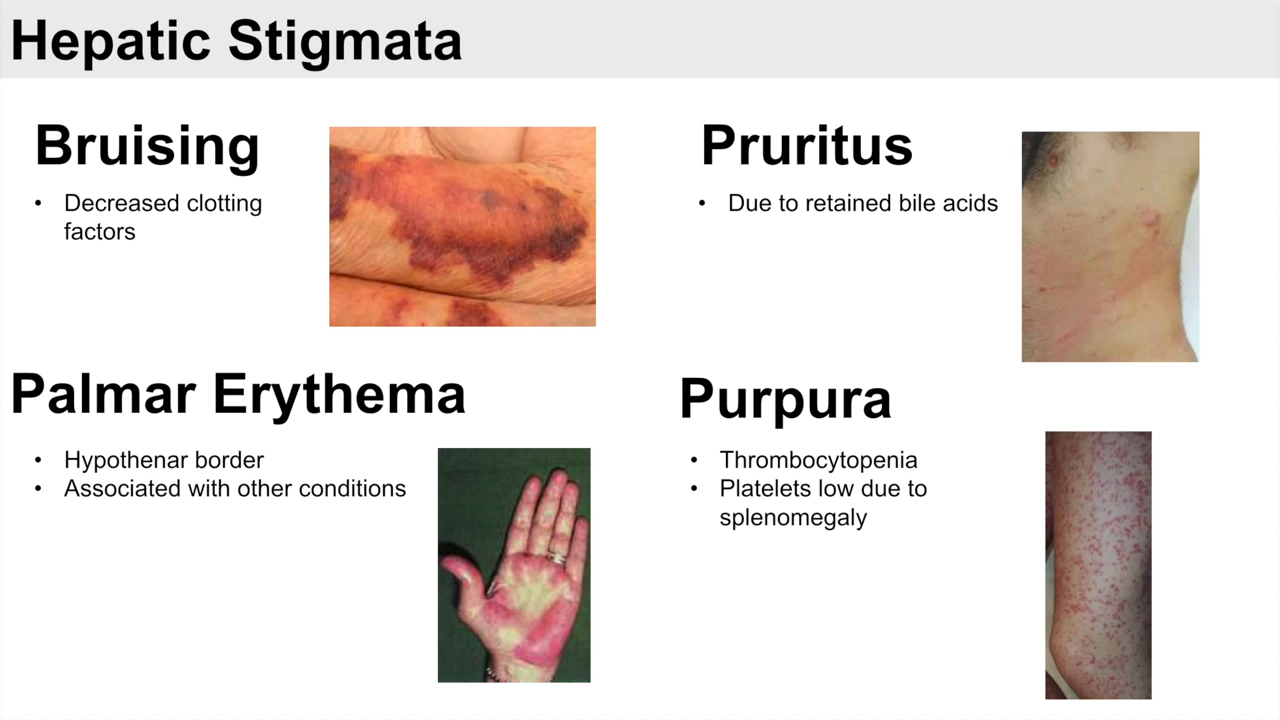 Hepatic Stigmata
Bruising
• Decreased clotting
factors
Pruritus
• Due to retained bile acids
Palmar Erythema
• Hypothenar border
• Associated with other conditions
Purpura
• Thrombocytopenia
• Platelets low due to
splenomegaly